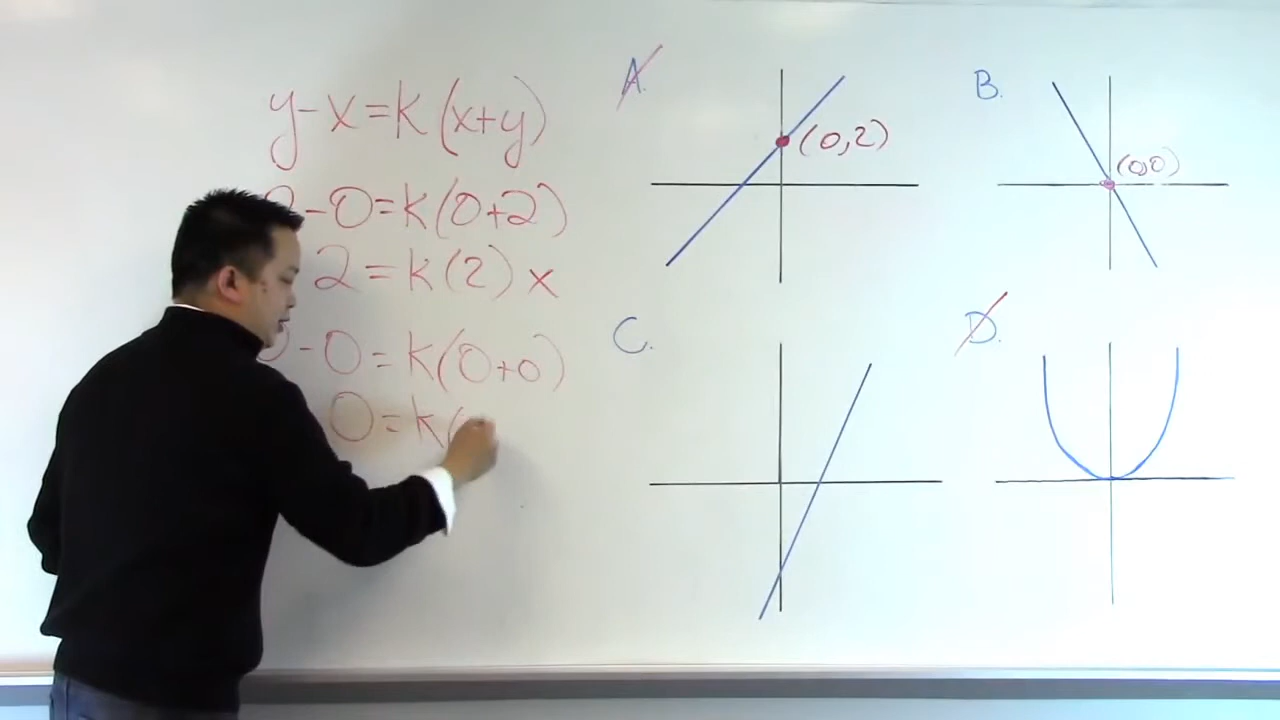 y-x=k(x+y)
-0=k(0+2)
2=k(2) x
-0=k(0+0)
0=k(
A.
(0,2)
B.
(0,0)
C.
D.